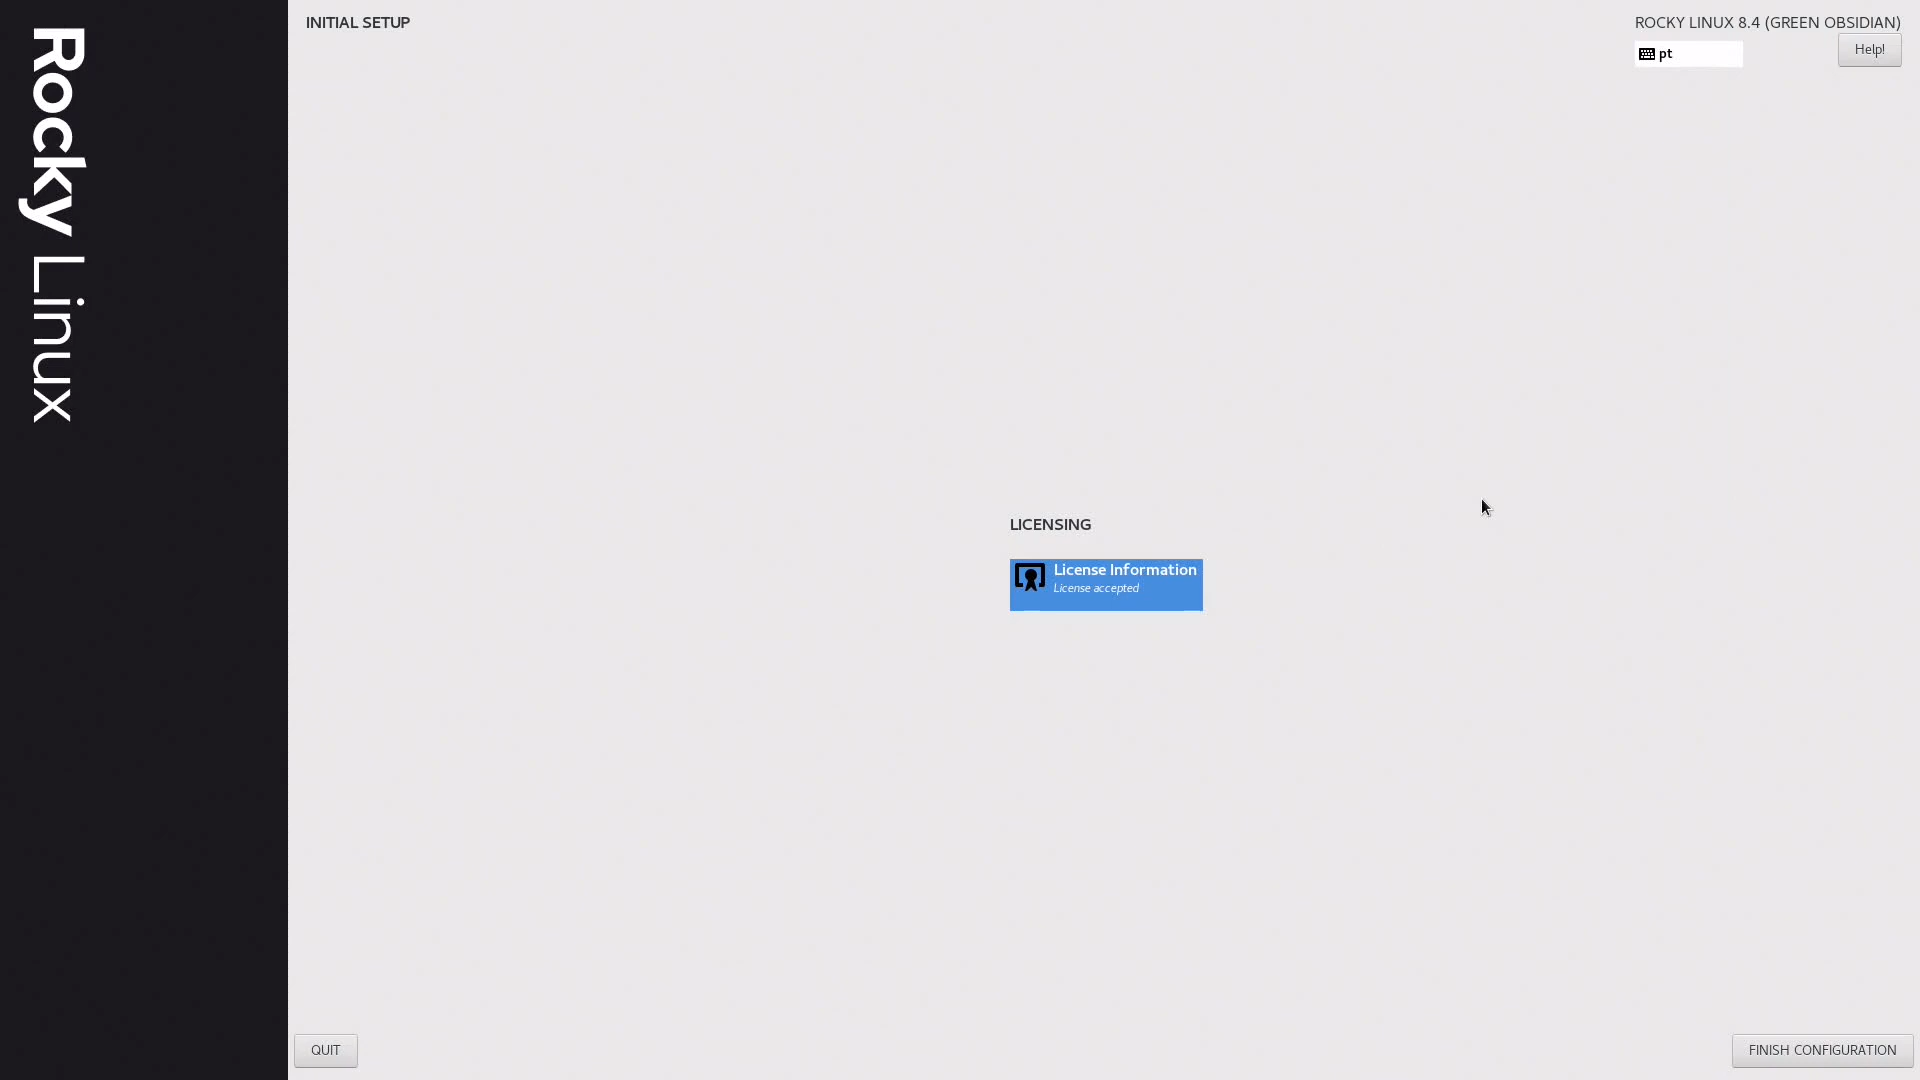 Rocky Linux
INITIAL SETUP
ROCKY LINUX 8.4 (GREEN OBSIDIAN)
pt
Help!
LICENSING
License Information
License accepted
QUIT
FINISH CONFIGURATION